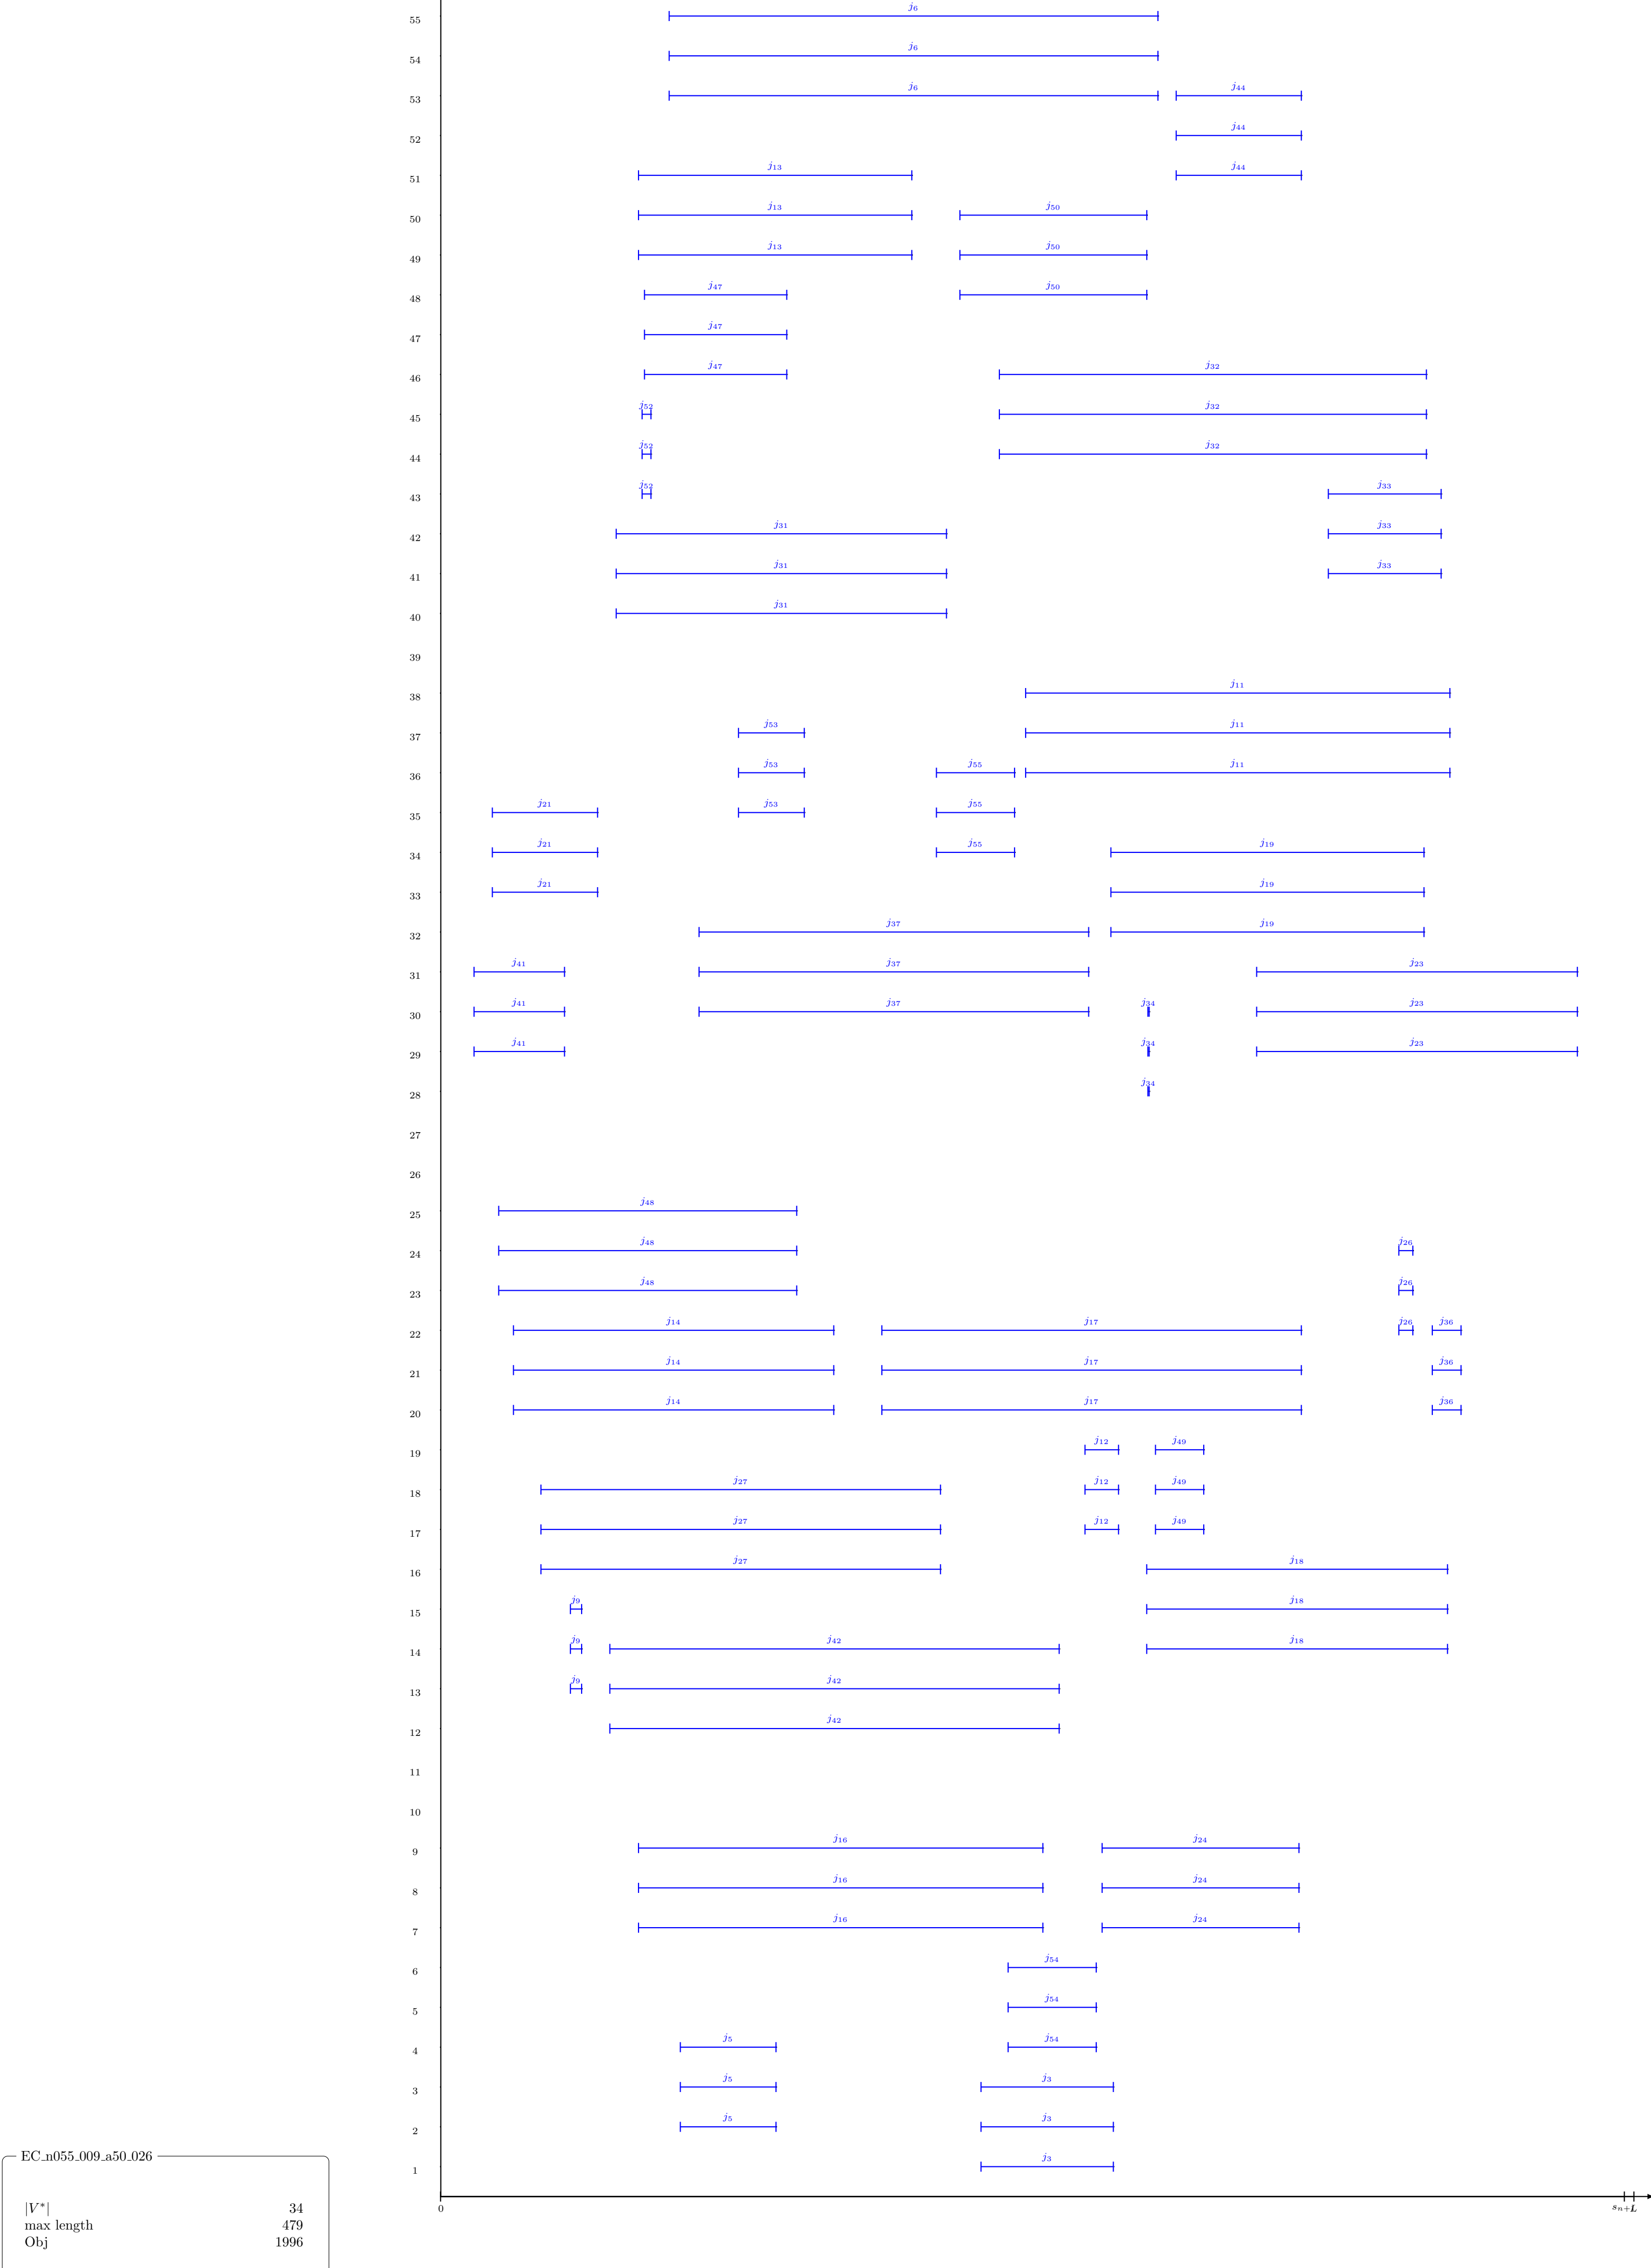 55 j6
54 j6
53 j6 j44
52 j44
51 j13 j44
50 j13 j50
49 j13 j50
48 j47 j50
47 j47
46 j47 j32
45 j52 j32
44 j52 j32
43 j52 j33
42 j31 j33
41 j31 j33
40 j31
39
38 j11
37 j53 j11
36 j53 j55 j11
35 j21 j53 j55
34 j21 j55 j19
33 j21 j19
32 j37 j19
31 j41 j37 j23
30 j41 j37 j34 j23
29 j41 j34 j23
28 j34
27
26
25 j48
24 j48 j26
23 j48 j26
22 j14 j17 j26 j36
21 j14 j17 j36
20 j14 j17 j36
19 j12 j49
18 j27 j12 j49
17 j27 j12 j49
16 j27 j18
15 j9 j18
14 j9 j42 j18
13 j9 j42
12 j42
11
10
9 j16 j24
8 j16 j24
7 j16 j24
6 j54
5 j54
4 j5 j54
3 j5 j3
2 j5 j3
1 j3
0 sn+L
EC_n055_009_a50_026
|V*| 34
max length 479
Obj 1996